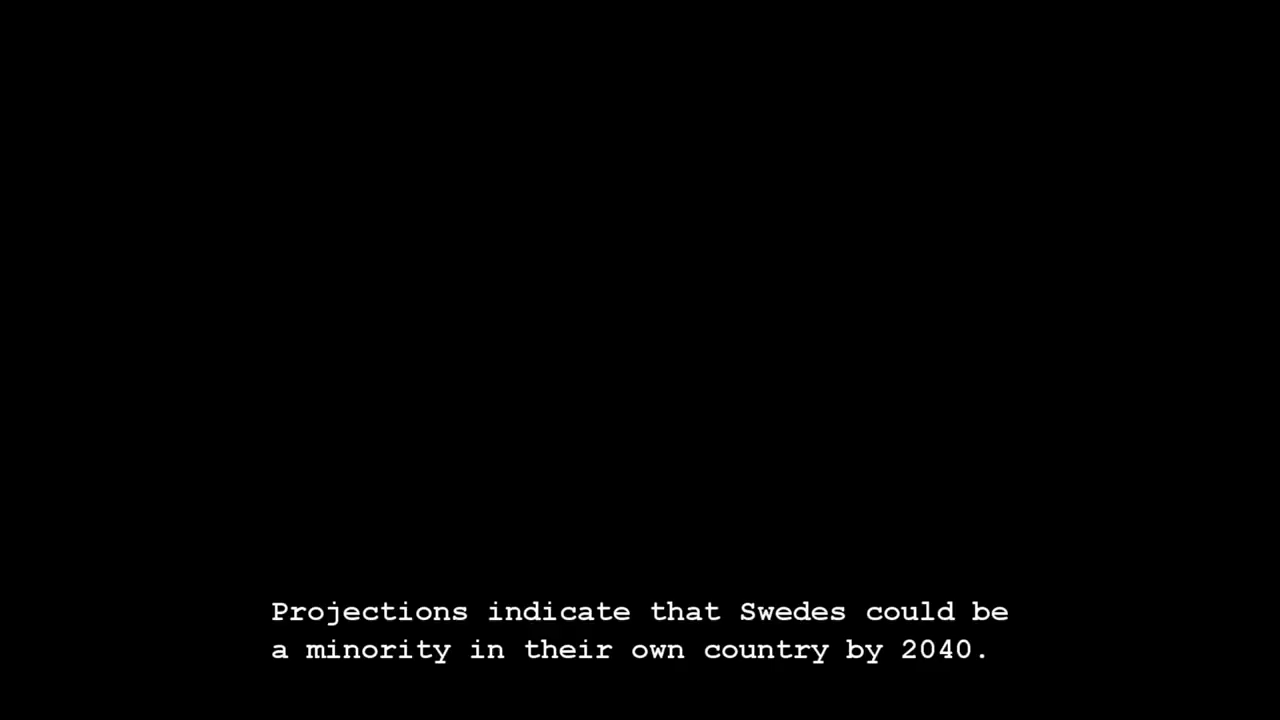 Projections indicate that Swedes could be
a minority in their own country by 2040.